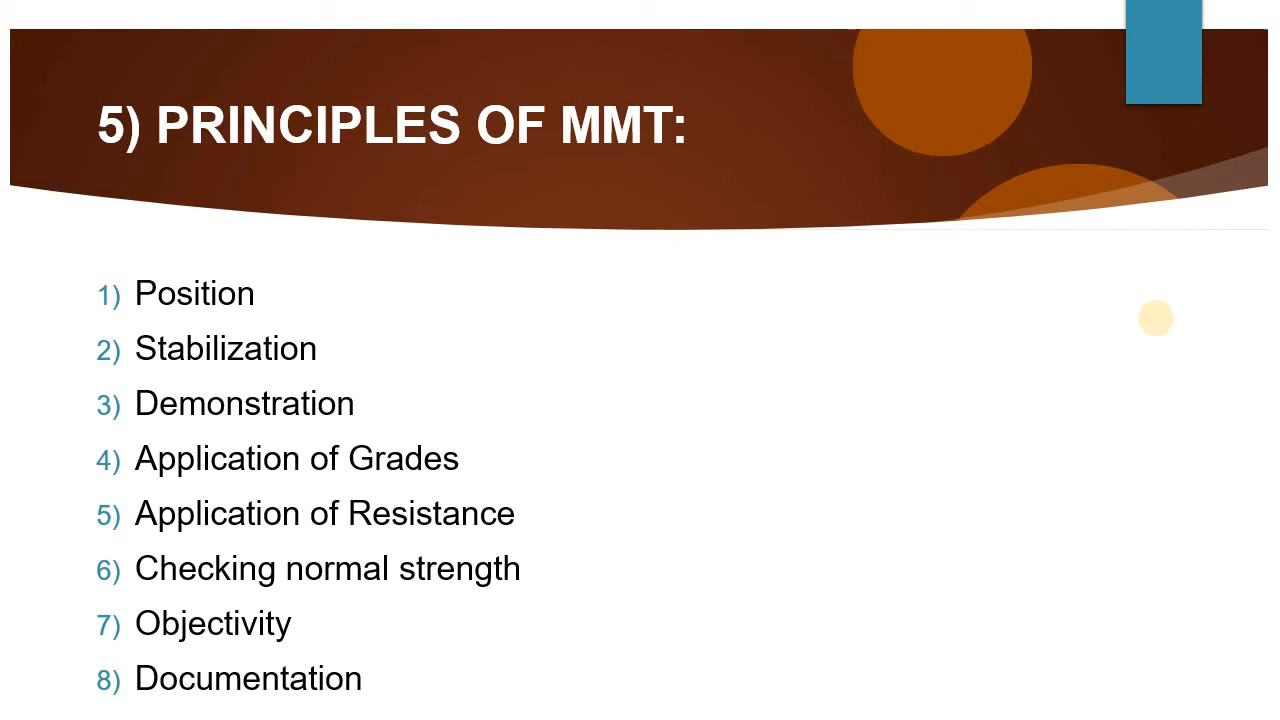 5) PRINCIPLES OF MMT:
1) Position
2) Stabilization
3) Demonstration
4) Application of Grades
5) Application of Resistance
6) Checking normal strength
7) Objectivity
8) Documentation